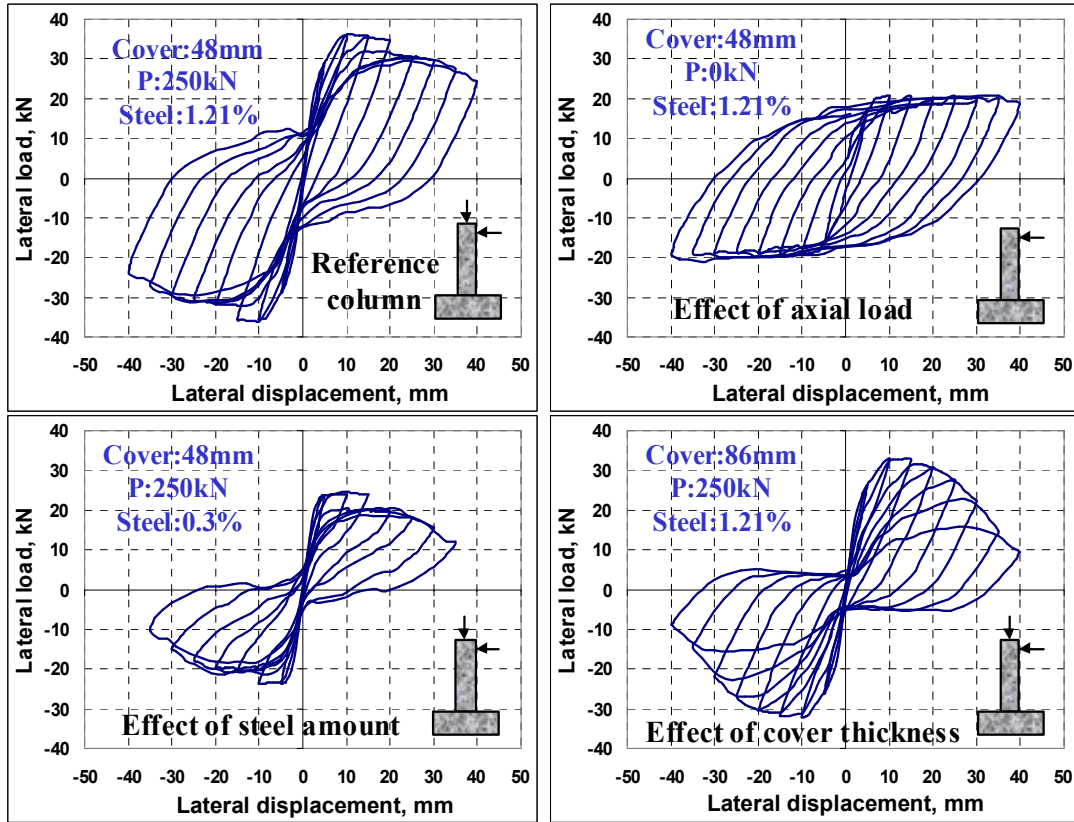 40
30
20
10
0
-10
-20
-30
-40
Lateral load, kN
Cover:48mm
P:250kN
Steel:1.21%
Reference
column
-50 -40 -30 -20 -10 0 10 20 30 40 50
Lateral displacement, mm
40
30
20
10
0
-10
-20
-30
-40
Lateral load, kN
Cover:48mm
P:0kN
Steel:1.21%
Effect of axial load
-50 -40 -30 -20 -10 0 10 20 30 40 50
Lateral displacement, mm
40
30
20
10
0
-10
-20
-30
-40
Lateral load, kN
Cover:48mm
P:250kN
Steel:0.3%
Effect of steel amount
-50 -40 -30 -20 -10 0 10 20 30 40 50
Lateral displacement, mm
40
30
20
10
0
-10
-20
-30
-40
Lateral load, kN
Cover:86mm
P:250kN
Steel:1.21%
Effect of cover thickness
-50 -40 -30 -20 -10 0 10 20 30 40 50
Lateral displacement, mm